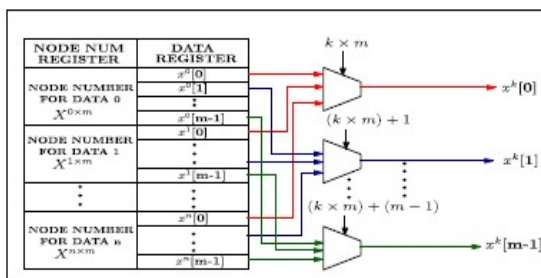 NODE NUM REGISTER
DATA REGISTER
NODE NUMBER
FOR DATA 0
X^{0×m}
x^0[0]
x^0[1]
⋮
x^0[m-1]
NODE NUMBER
FOR DATA 1
X^{1×m}
x^1[0]
⋮
x^1[m-1]
⋮
NODE NUMBER
FOR DATA n
X^{n×m}
x^n[0]
⋮
x^n[m-1]
k × m
x^k[0]
(k × m) + 1
x^k[1]
(k × m) + (m − 1)
x^k[m-1]